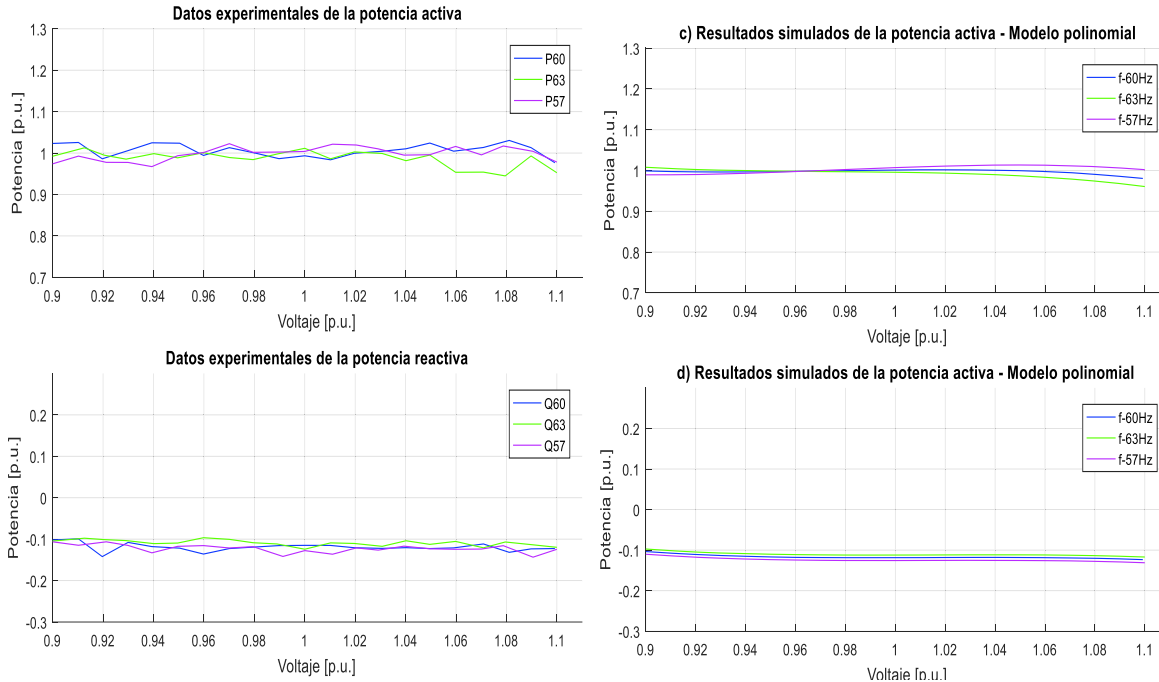 Datos experimentales de la potencia activa
Potencia [p.u.]
1.3
1.2
1.1
1
0.9
0.8
0.7
P60
P63
P57
0.9 0.92 0.94 0.96 0.98 1 1.02 1.04 1.06 1.08 1.1
Voltaje [p.u.]
c) Resultados simulados de la potencia activa - Modelo polinomial
Potencia [p.u.]
1.3
1.2
1.1
1
0.9
0.8
0.7
f-60Hz
f-63Hz
f-57Hz
0.9 0.92 0.94 0.96 0.98 1 1.02 1.04 1.06 1.08 1.1
Voltaje [p.u.]
Datos experimentales de la potencia reactiva
Potencia [p.u.]
0.2
0.1
0
-0.1
-0.2
-0.3
Q60
Q63
Q57
0.9 0.92 0.94 0.96 0.98 1 1.02 1.04 1.06 1.08 1.1
Voltaje [p.u.]
d) Resultados simulados de la potencia activa - Modelo polinomial
Potencia [p.u.]
0.2
0.1
0
-0.1
-0.2
-0.3
f-60Hz
f-63Hz
f-57Hz
0.9 0.92 0.94 0.96 0.98 1 1.02 1.04 1.06 1.08 1.1
Voltaje [p.u.]